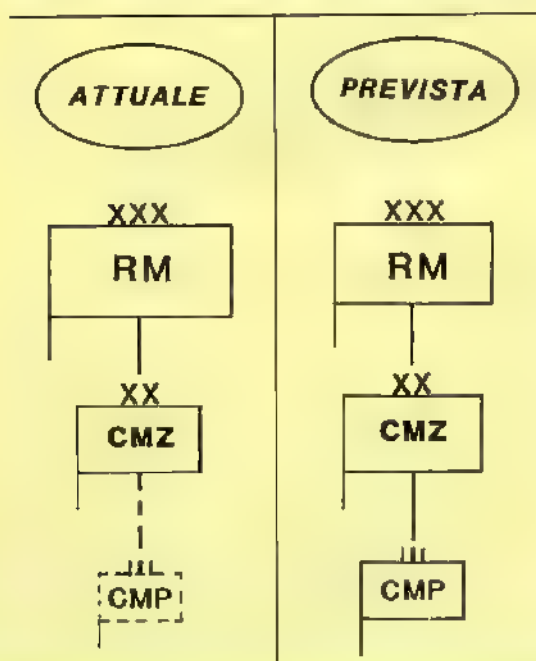 ATTUALE
XXX
RM
XX
CMZ
III
CMP
PREVISTA
XXX
RM
XX
CMZ
III
CMP